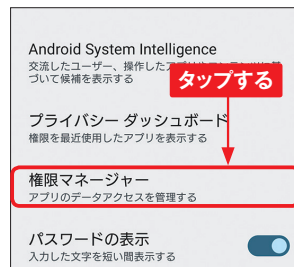 Android System Intelligence
交流したユーザー、操作したア
づいて候補を表示する
タップする
プライバシー ダッシュボード
権限を最近使用したアプリを表示する
権限マネージャー
アプリのデータアクセスを管理する
パスワードの表示
入力した文字を短い間表示する